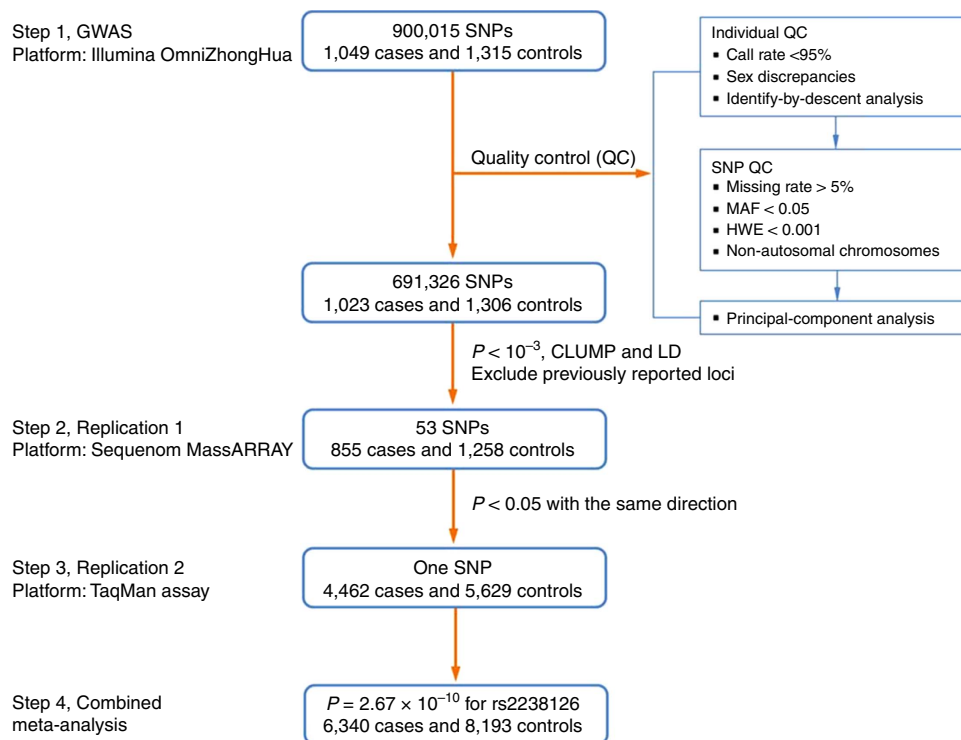 Step 1, GWAS
Platform: Illumina OmniZhongHua
900,015 SNPs
1,049 cases and 1,315 controls
Individual QC
▪ Call rate <95%
▪ Sex discrepancies
▪ Identify-by-descent analysis
Quality control (QC)
SNP QC
▪ Missing rate > 5%
▪ MAF < 0.05
▪ HWE < 0.001
▪ Non-autosomal chromosomes
▪ Principal-component analysis
691,326 SNPs
1,023 cases and 1,306 controls
P < 10⁻³, CLUMP and LD
Exclude previously reported loci
Step 2, Replication 1
Platform: Sequenom MassARRAY
53 SNPs
855 cases and 1,258 controls
P < 0.05 with the same direction
Step 3, Replication 2
Platform: TaqMan assay
One SNP
4,462 cases and 5,629 controls
Step 4, Combined
meta-analysis
P = 2.67 × 10⁻¹⁰ for rs2238126
6,340 cases and 8,193 controls